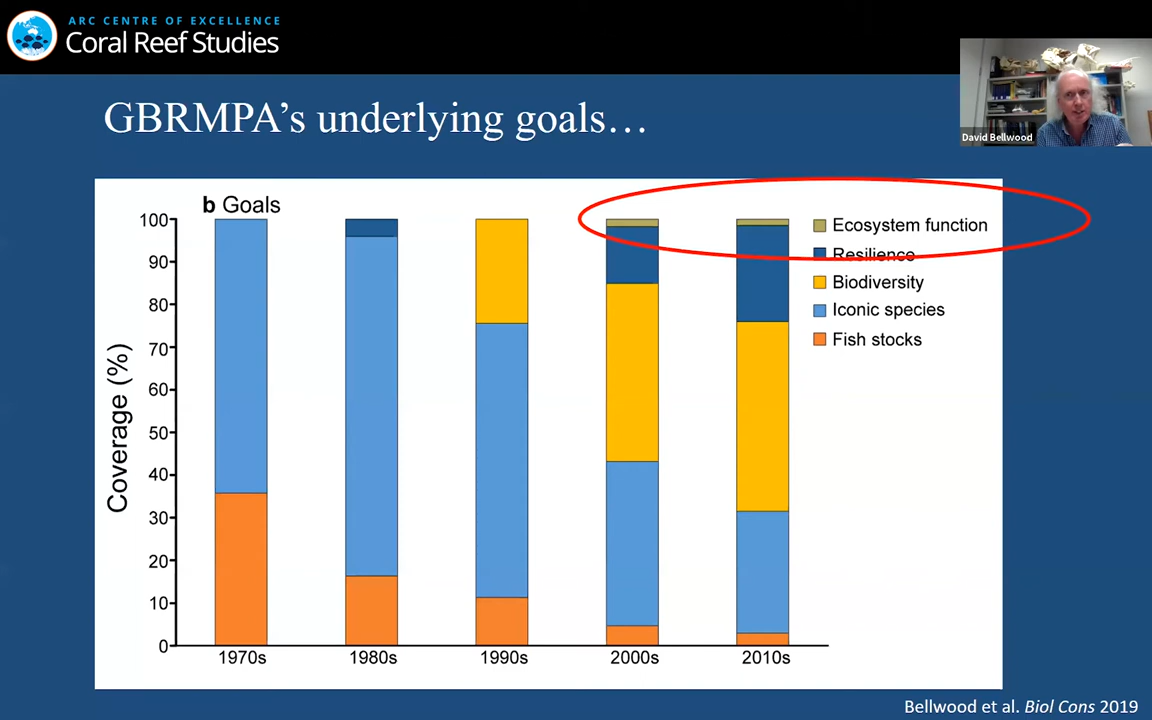 ARC CENTRE OF EXCELLENCE
Coral Reef Studies
David Bellwood
GBRMPA's underlying goals…
b Goals
Coverage (%)
100
90
80
70
60
50
40
30
20
10
0
1970s 1980s 1990s 2000s 2010s
Ecosystem function
Resilience
Biodiversity
Iconic species
Fish stocks
Bellwood et al. Biol Cons 2019